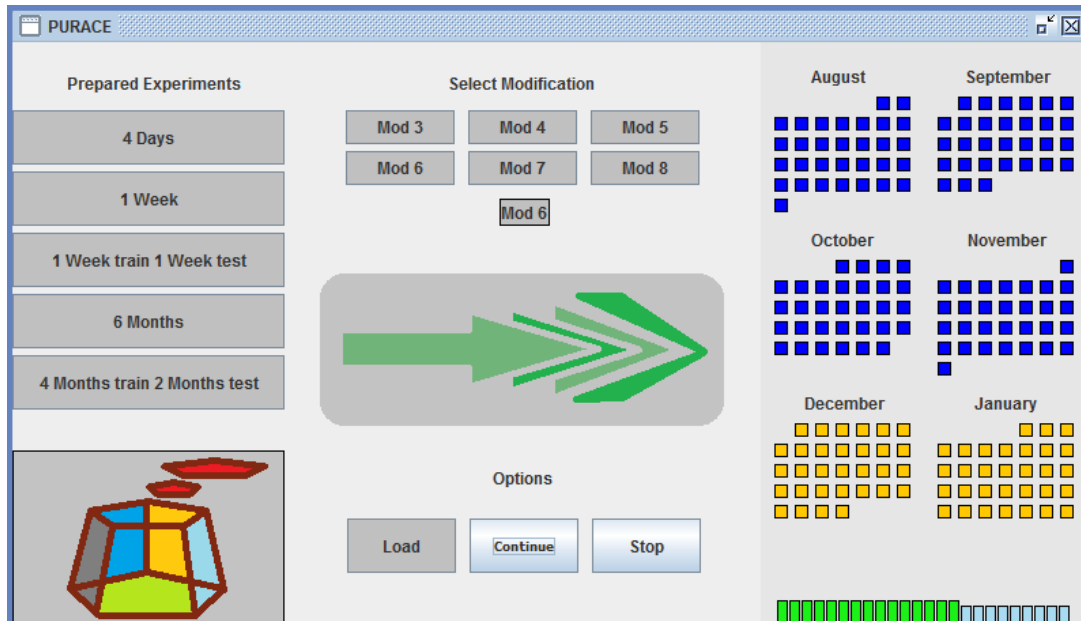 PURACE
Prepared Experiments
4 Days
1 Week
1 Week train 1 Week test
6 Months
4 Months train 2 Months test
Select Modification
Mod 3
Mod 4
Mod 5
Mod 6
Mod 7
Mod 8
Mod 6
Options
Load
Continue
Stop
August
September
October
November
December
January